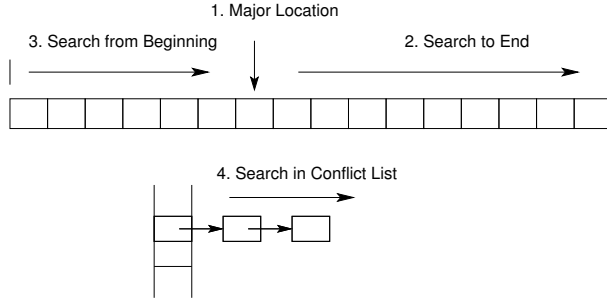 1. Major Location
3. Search from Beginning
2. Search to End
4. Search in Conflict List